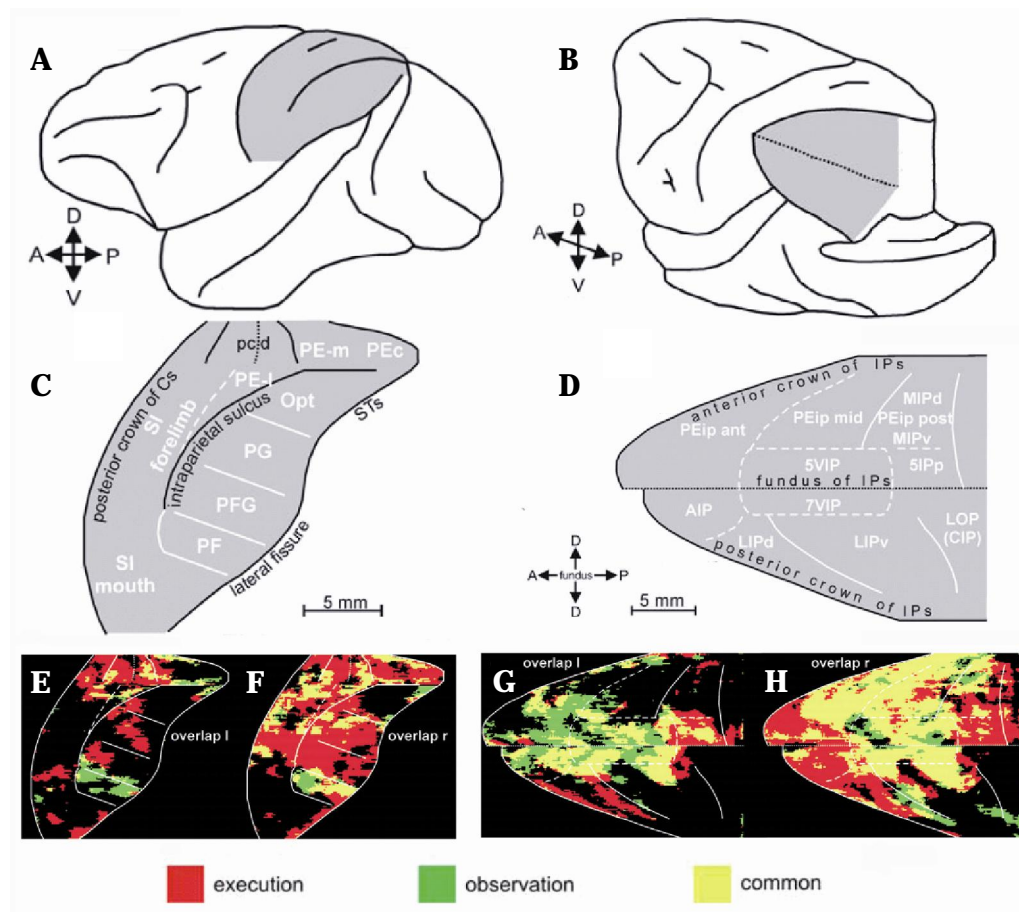 A
B
D
A P
V
D
A
P
V
C
pcd
PE-m PEc
posterior crown of Cs
SI
forelimb
PE-l
intraparietal sulcus
Opt
STs
PG
PFG
PF
lateral fissure
SI
mouth
5 mm
D
anterior crown of IPs
PEip ant
PEip mid
MIPd
PEip post
MIPv
5VIP
5IPp
fundus of IPs
AIP
7VIP
LIPd
LIPv
LOP
(CIP)
posterior crown of IPs
D
A fundus P
D
5 mm
E
overlap l
F
overlap r
G
overlap l
H
overlap r
execution
observation
common